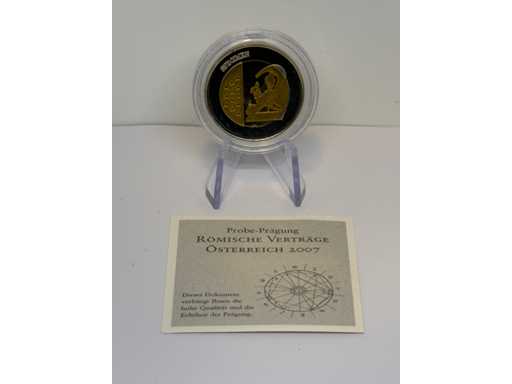 Probe-Prägung
RÖMISCHE VERTRÄGE
ÖSTERREICH 2007
Dieses Dokument
verbürgt Ihnen die
hohe Qualität und die
Echtheit der Prägung.